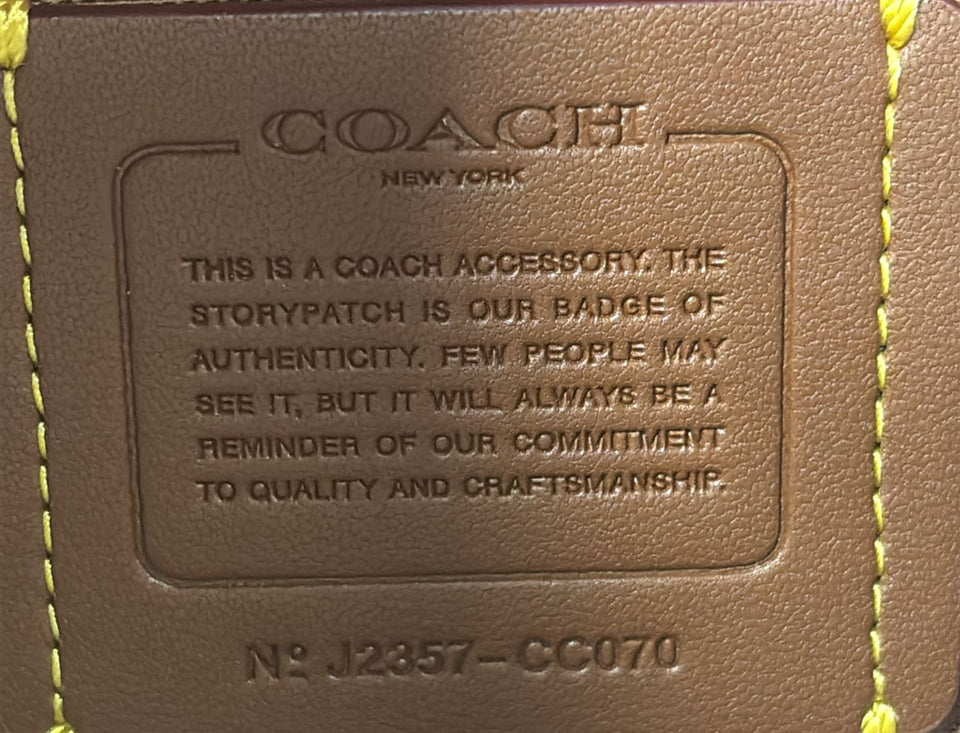 COACH
NEW YORK
THIS IS A COACH ACCESSORY. THE
STORYPATCH IS OUR BADGE OF
AUTHENTICITY. FEW PEOPLE MAY
SEE IT, BUT IT WILL ALWAYS BE A
REMINDER OF OUR COMMITMENT
TO QUALITY AND CRAFTSMANSHIP.
Nº J2357-CC070